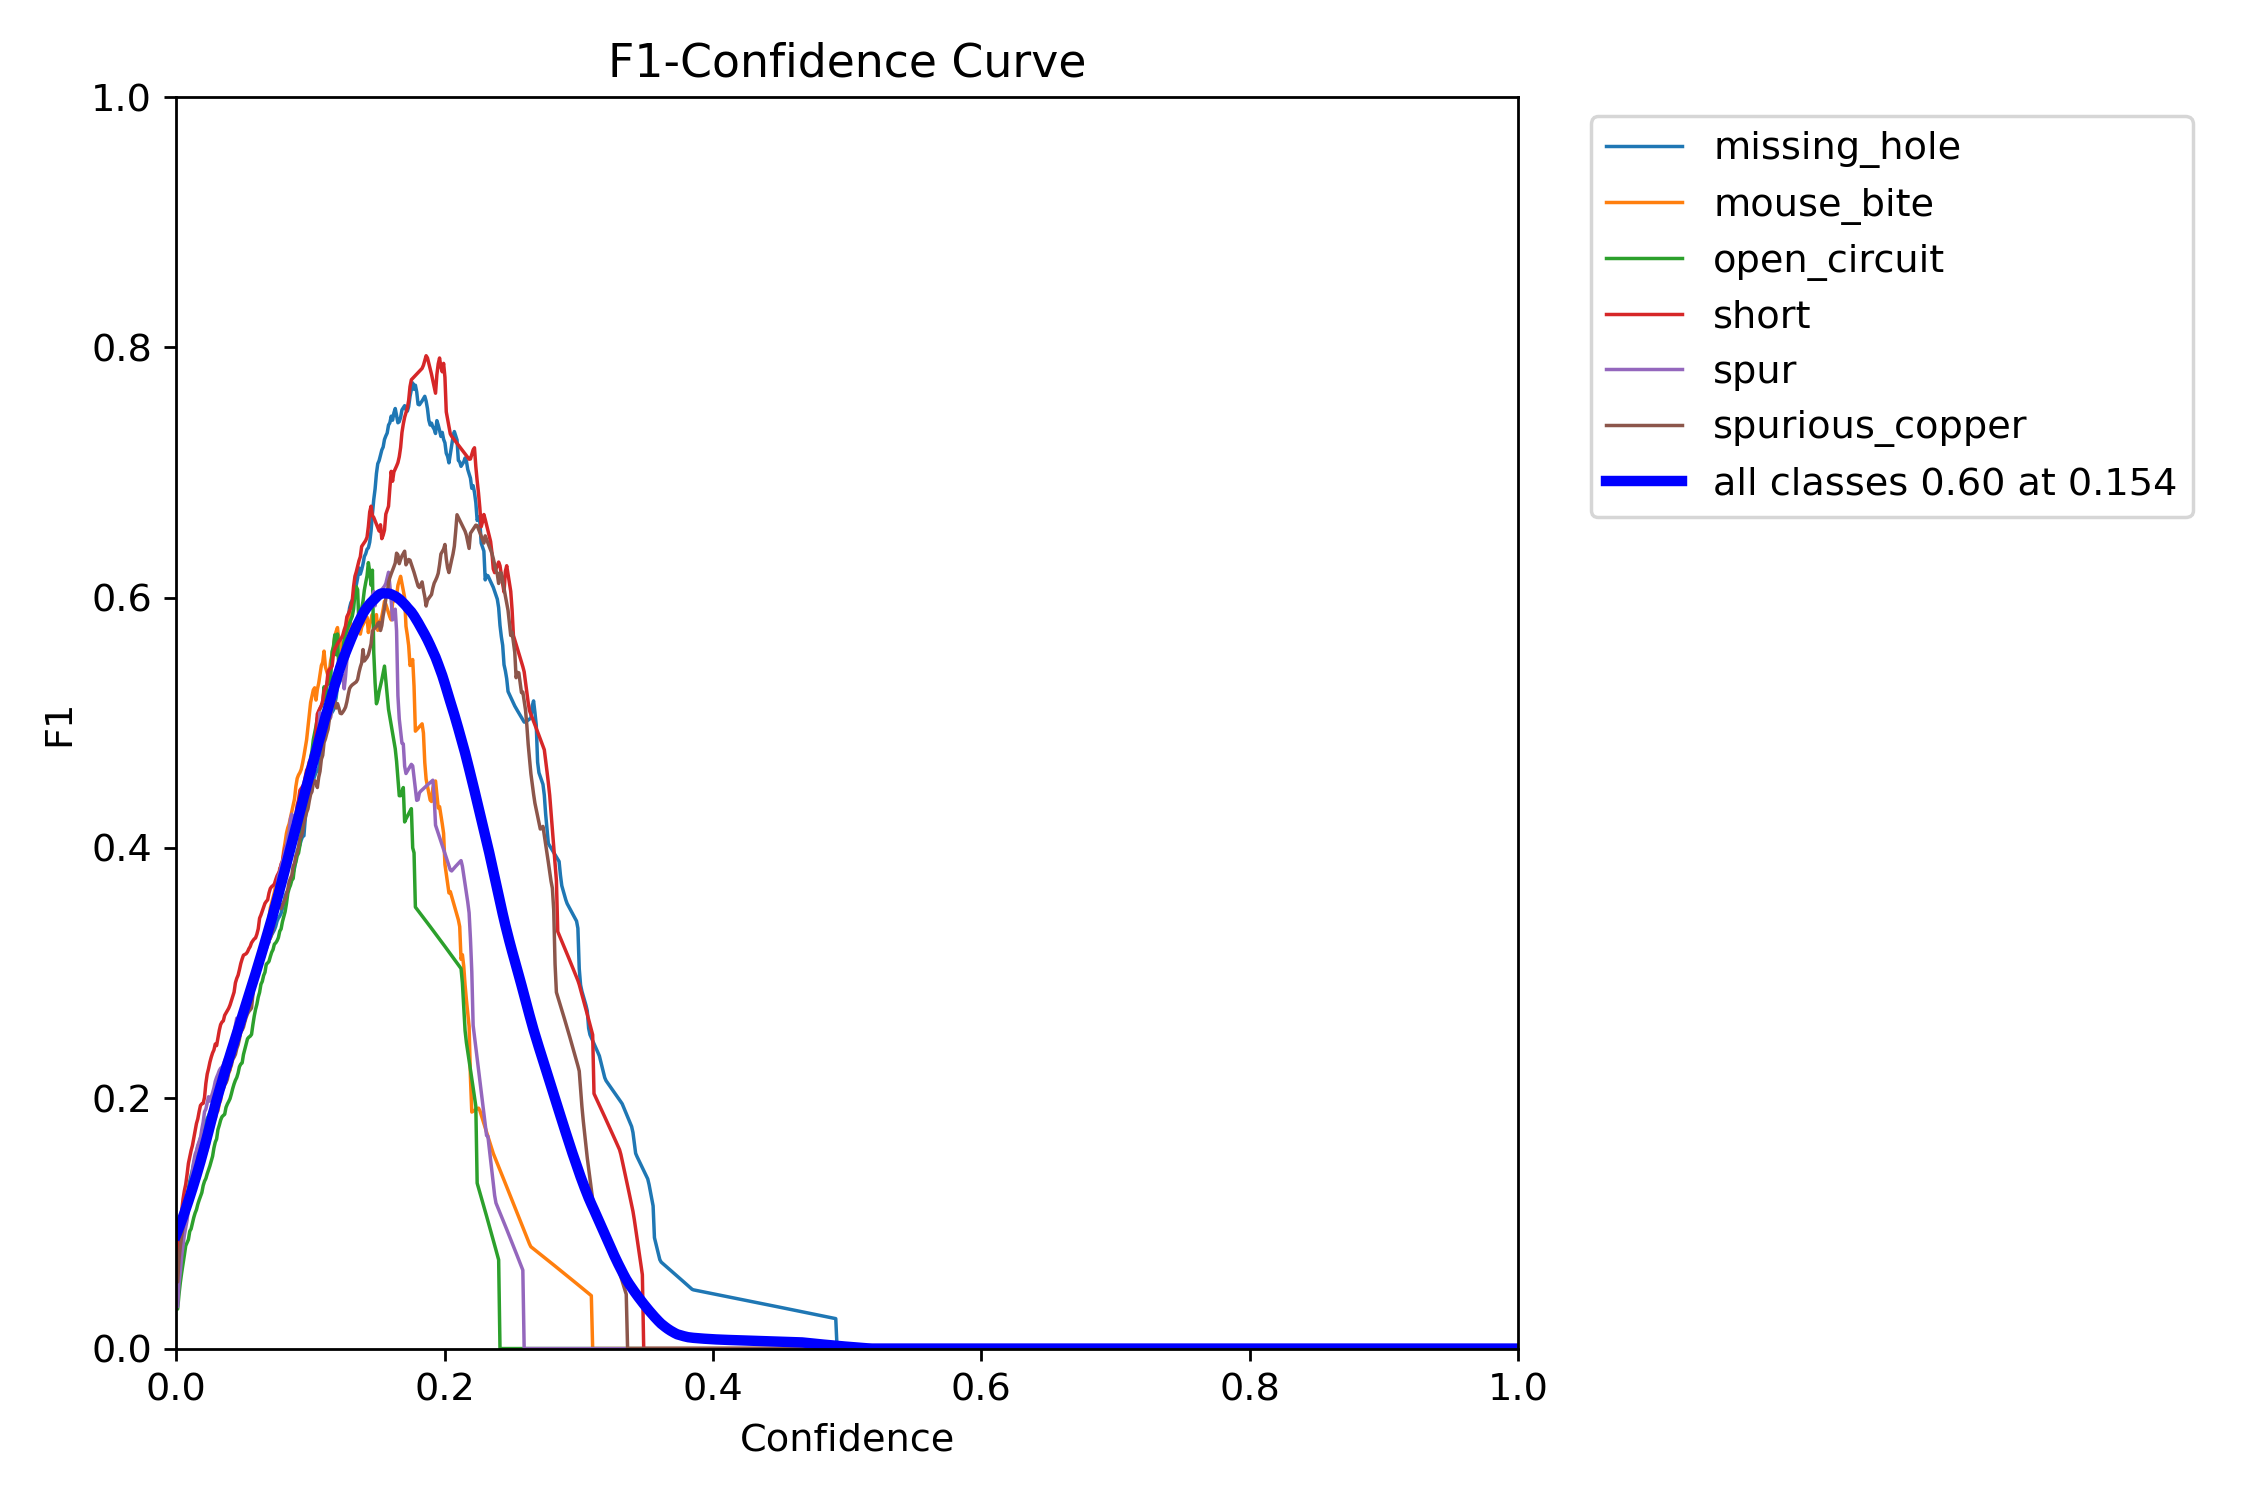 F1-Confidence Curve
1.0
0.8
0.6
0.4
0.2
0.0
F1
0.0 0.2 0.4 0.6 0.8 1.0
Confidence
missing_hole
mouse_bite
open_circuit
short
spur
spurious_copper
all classes 0.60 at 0.154